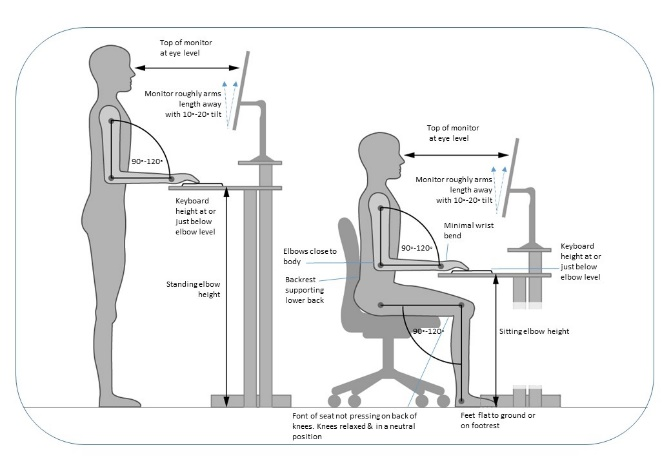 Top of monitor
at eye level
Monitor roughly arms
length away
with 10°-20° tilt
90°-120°
Keyboard
height at or
just below
elbow level
Standing elbow
height
Top of monitor
at eye level
Monitor roughly arms
length away
with 10°-20° tilt
Minimal wrist
bend
90°-120°
Elbows close to
body
Keyboard
height at or
just below
elbow level
Backrest
supporting
lower back
90°-120°
Sitting elbow height
Font of seat not pressing on back of
knees. Knees relaxed & in a neutral
position
Feet flat to ground or
on footrest